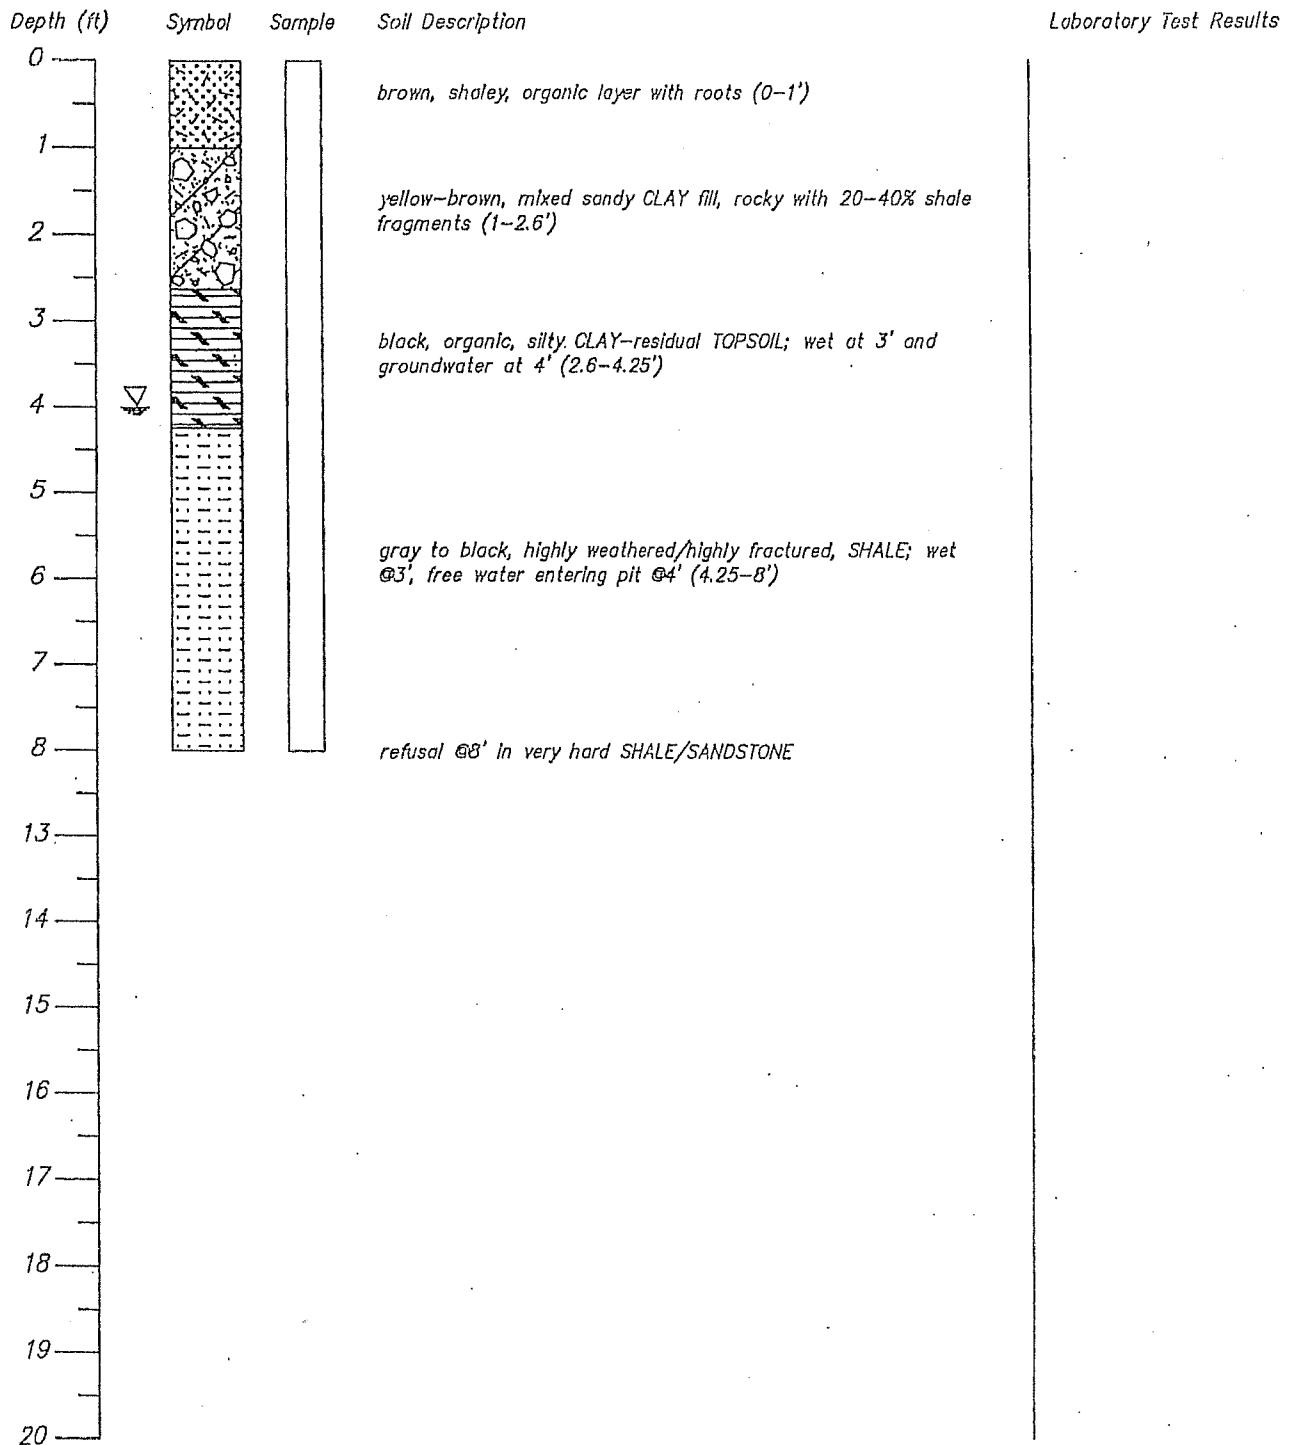 Depth (ft) Symbol Sample Soil Description Laboratory Test Results
0
brown, shaley, organic layer with roots (0-1')
1
yellow-brown, mixed sandy CLAY fill, rocky with 20-40% shale
fragments (1-2.6')
2
3
black, organic, silty. CLAY-residual TOPSOIL; wet at 3' and
groundwater at 4' (2.6-4.25')
4
5
gray to black, highly weathered/highly fractured, SHALE; wet
@3', free water entering pit @4' (4.25-8')
6
7
8
refusal @8' in very hard SHALE/SANDSTONE
13
14
15
16
17
18
19
20